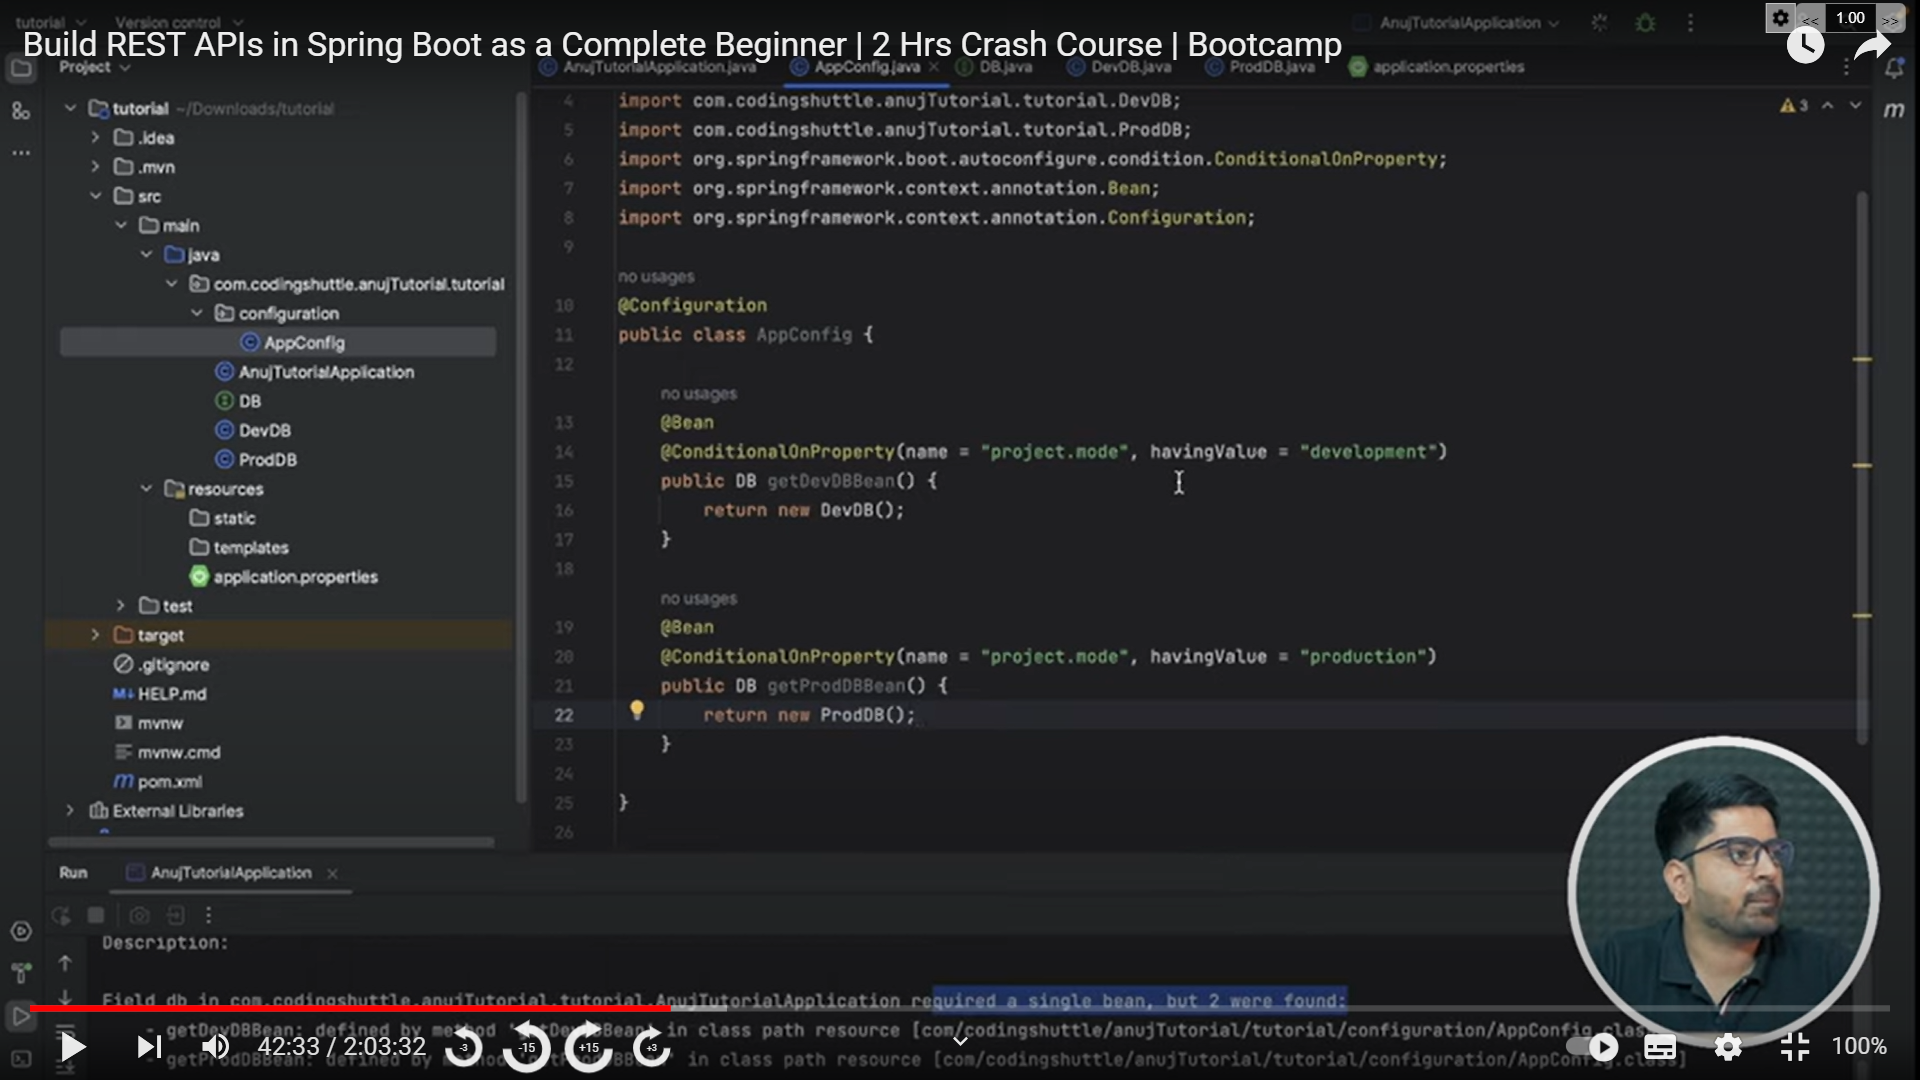 tutorial
Version control
AnujTutorialApplication
<<
1.00
>>
Build REST APIs in Spring Boot as a Complete Beginner | 2 Hrs Crash Course | Bootcamp
Project
AnujTutorialApplication.java
AppConfig.java
DB.java
DevDB.java
ProdDB.java
application.properties
tutorial ~/Downloads/tutorial
.idea
.mvn
src
main
java
com.codingshuttle.anujTutorial.tutorial
configuration
AppConfig
AnujTutorialApplication
DB
DevDB
ProdDB
resources
static
templates
application.properties
test
target
.gitignore
M↓ HELP.md
mvnw
mvnw.cmd
m pom.xml
External Libraries
4 import com.codingshuttle.anujTutorial.tutorial.DevDB;
5 import com.codingshuttle.anujTutorial.tutorial.ProdDB;
6 import org.springframework.boot.autoconfigure.condition.ConditionalOnProperty;
7 import org.springframework.context.annotation.Bean;
8 import org.springframework.context.annotation.Configuration;
9
no usages
10 @Configuration
11 public class AppConfig {
12
no usages
13 @Bean
14 @ConditionalOnProperty(name = "project.mode", havingValue = "development")
15 public DB getDevDBBean() {
16 return new DevDB();
17 }
18
no usages
19 @Bean
20 @ConditionalOnProperty(name = "project.mode", havingValue = "production")
21 public DB getProdDBBean() {
22 return new ProdDB();
23 }
24
25 }
26
3
m
Run
AnujTutorialApplication
Description:
Field db in com.codingshuttle.anujTutorial.tutorial.AnujTutorialApplication required a single bean, but 2 were found:
- getDevDBBean: defined by method 'getDevDBBean' in class path resource [com/codingshuttle/anujTutorial/tutorial/configuration/AppConfig.class]
- getProdDBBean: defined by method 'getProdDBBean' in class path resource [com/codingshuttle/anujTutorial/tutorial/configuration/AppConfig.class]
42:33 / 2:03:32
-3
-15
+15
+3
100%